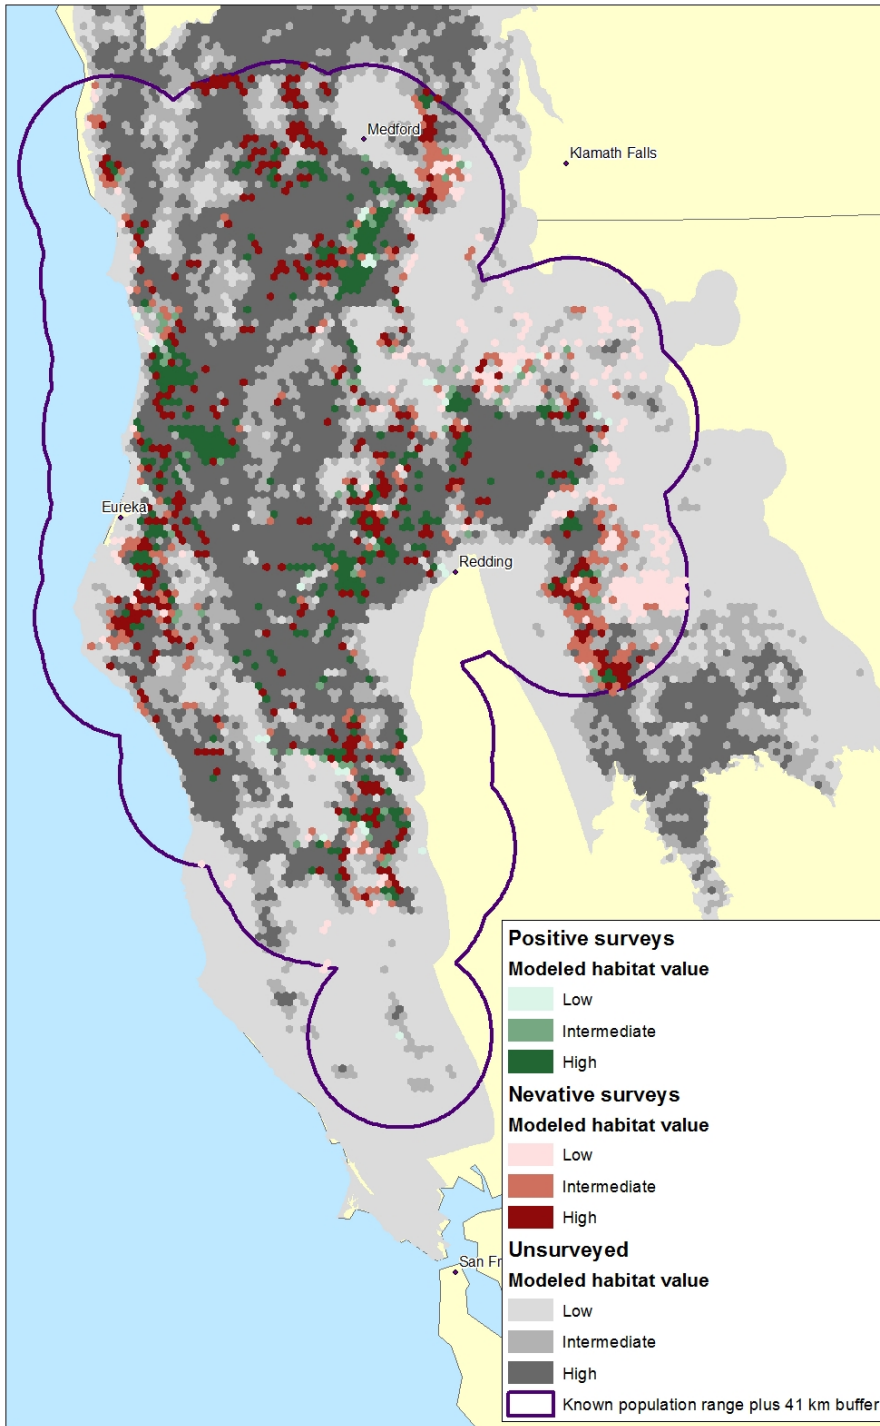 Medford
Klamath Falls
Eureka
Redding
San Fr
Positive surveys
Modeled habitat value
Low
Intermediate
High
Nevative surveys
Modeled habitat value
Low
Intermediate
High
Unsurveyed
Modeled habitat value
Low
Intermediate
High
Known population range plus 41 km buffer